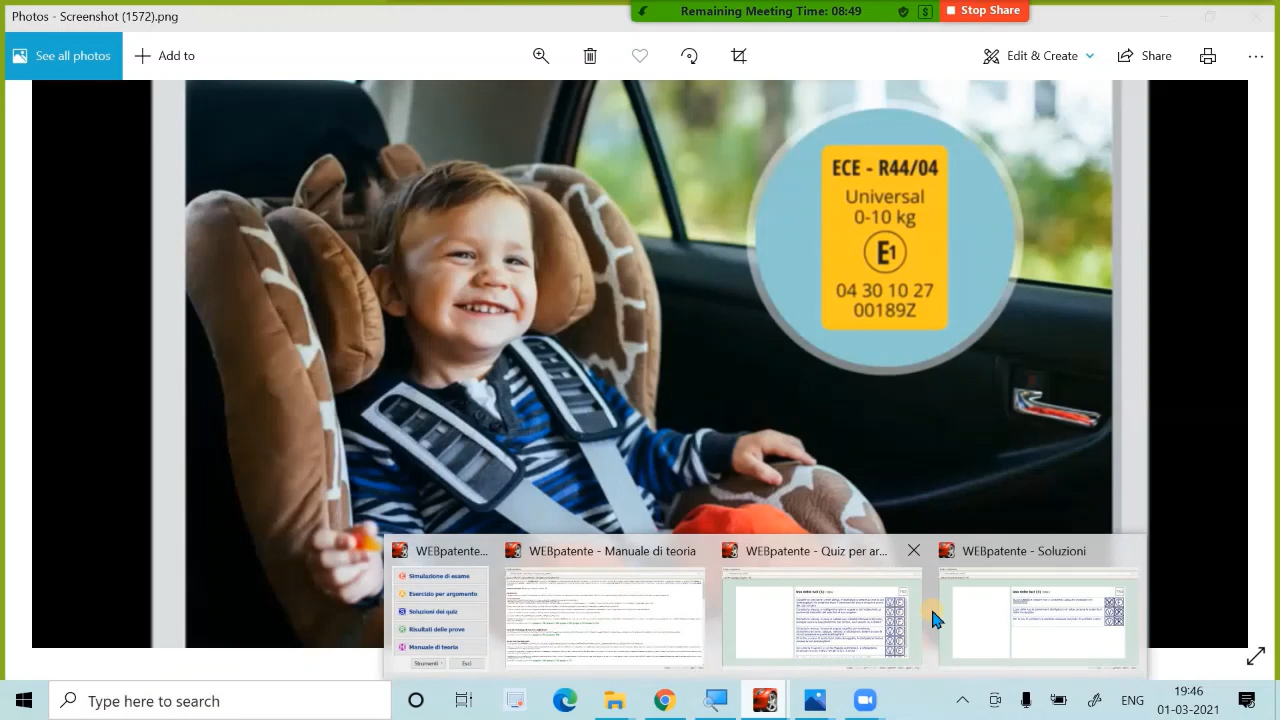 Photos - Screenshot (1572).png
Remaining Meeting Time: 08:49
Stop Share
See all photos
Add to
Edit & Create
Share
ECE - R44/04
Universal
0-10 kg
E1
04 30 10 27
00189Z
WEBpatente...
WEBpatente - Manuale di teoria
WEBpatente - Quiz per ar...
WEBpatente - Soluzioni
Simulazione di esame
Esercizio per argomento
Soluzioni dei quiz
Risultati delle prove
Manuale di teoria
Strumenti
Esci
Type here to search
ENG
19:46
01-03-2021